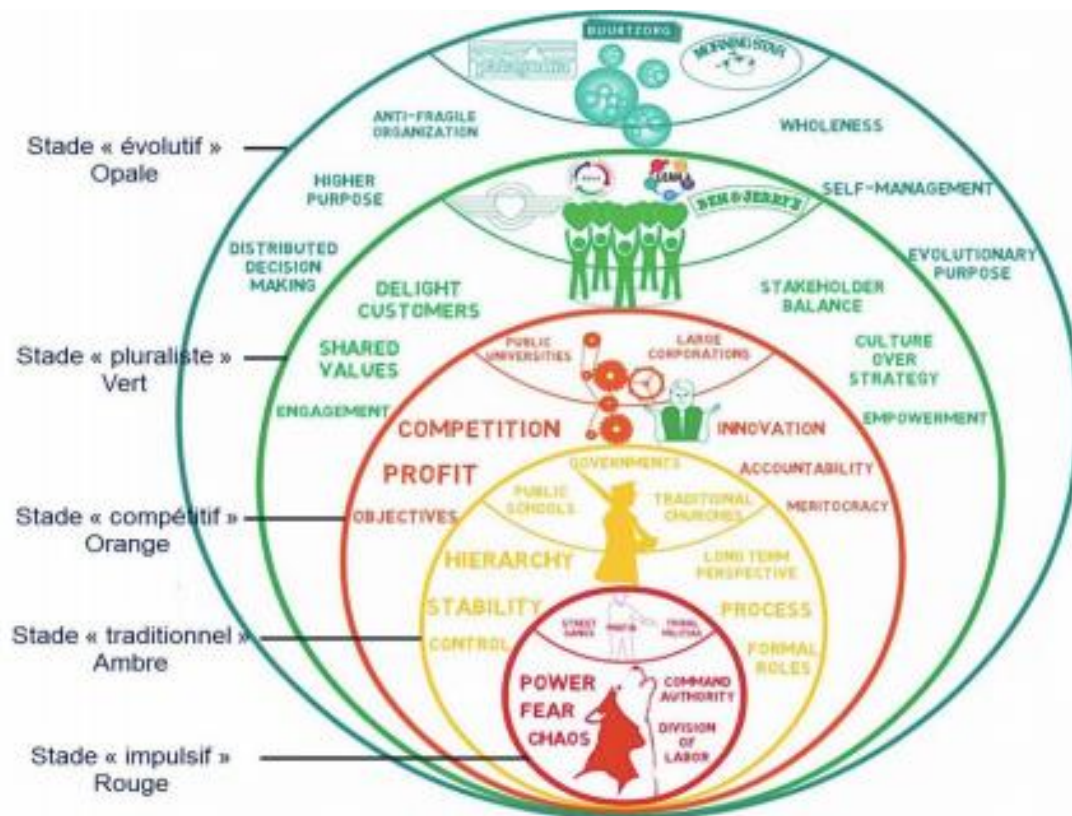 BUURTZORG
patagonia
MORNING STAR
ANTI-FRAGILE
ORGANIZATION
WHOLENESS
Stade « évolutif »
Opale
HIGHER
PURPOSE
SELF-MANAGEMENT
BEN & JERRY'S
DISTRIBUTED
DECISION
MAKING
EVOLUTIONARY
PURPOSE
DELIGHT
CUSTOMERS
STAKEHOLDER
BALANCE
Stade « pluraliste »
Vert
SHARED
VALUES
CULTURE
OVER
STRATEGY
PUBLIC
UNIVERSITIES
LARGE
CORPORATIONS
ENGAGEMENT
EMPOWERMENT
COMPETITION
INNOVATION
PROFIT
ACCOUNTABILITY
GOVERNMENTS
PUBLIC
SCHOOLS
TRADITIONAL
CHURCHES
MERITOCRACY
Stade « compétitif »
Orange
OBJECTIVES
HIERARCHY
LONG TERM
PERSPECTIVE
STABILITY
PROCESS
Stade « traditionnel »
Ambre
CONTROL
FORMAL
ROLES
STREET
GANGS
TRIBAL
MILITIAS
POWER
FEAR
CHAOS
COMMAND
AUTHORITY
DIVISION
OF
LABOR
Stade « impulsif »
Rouge